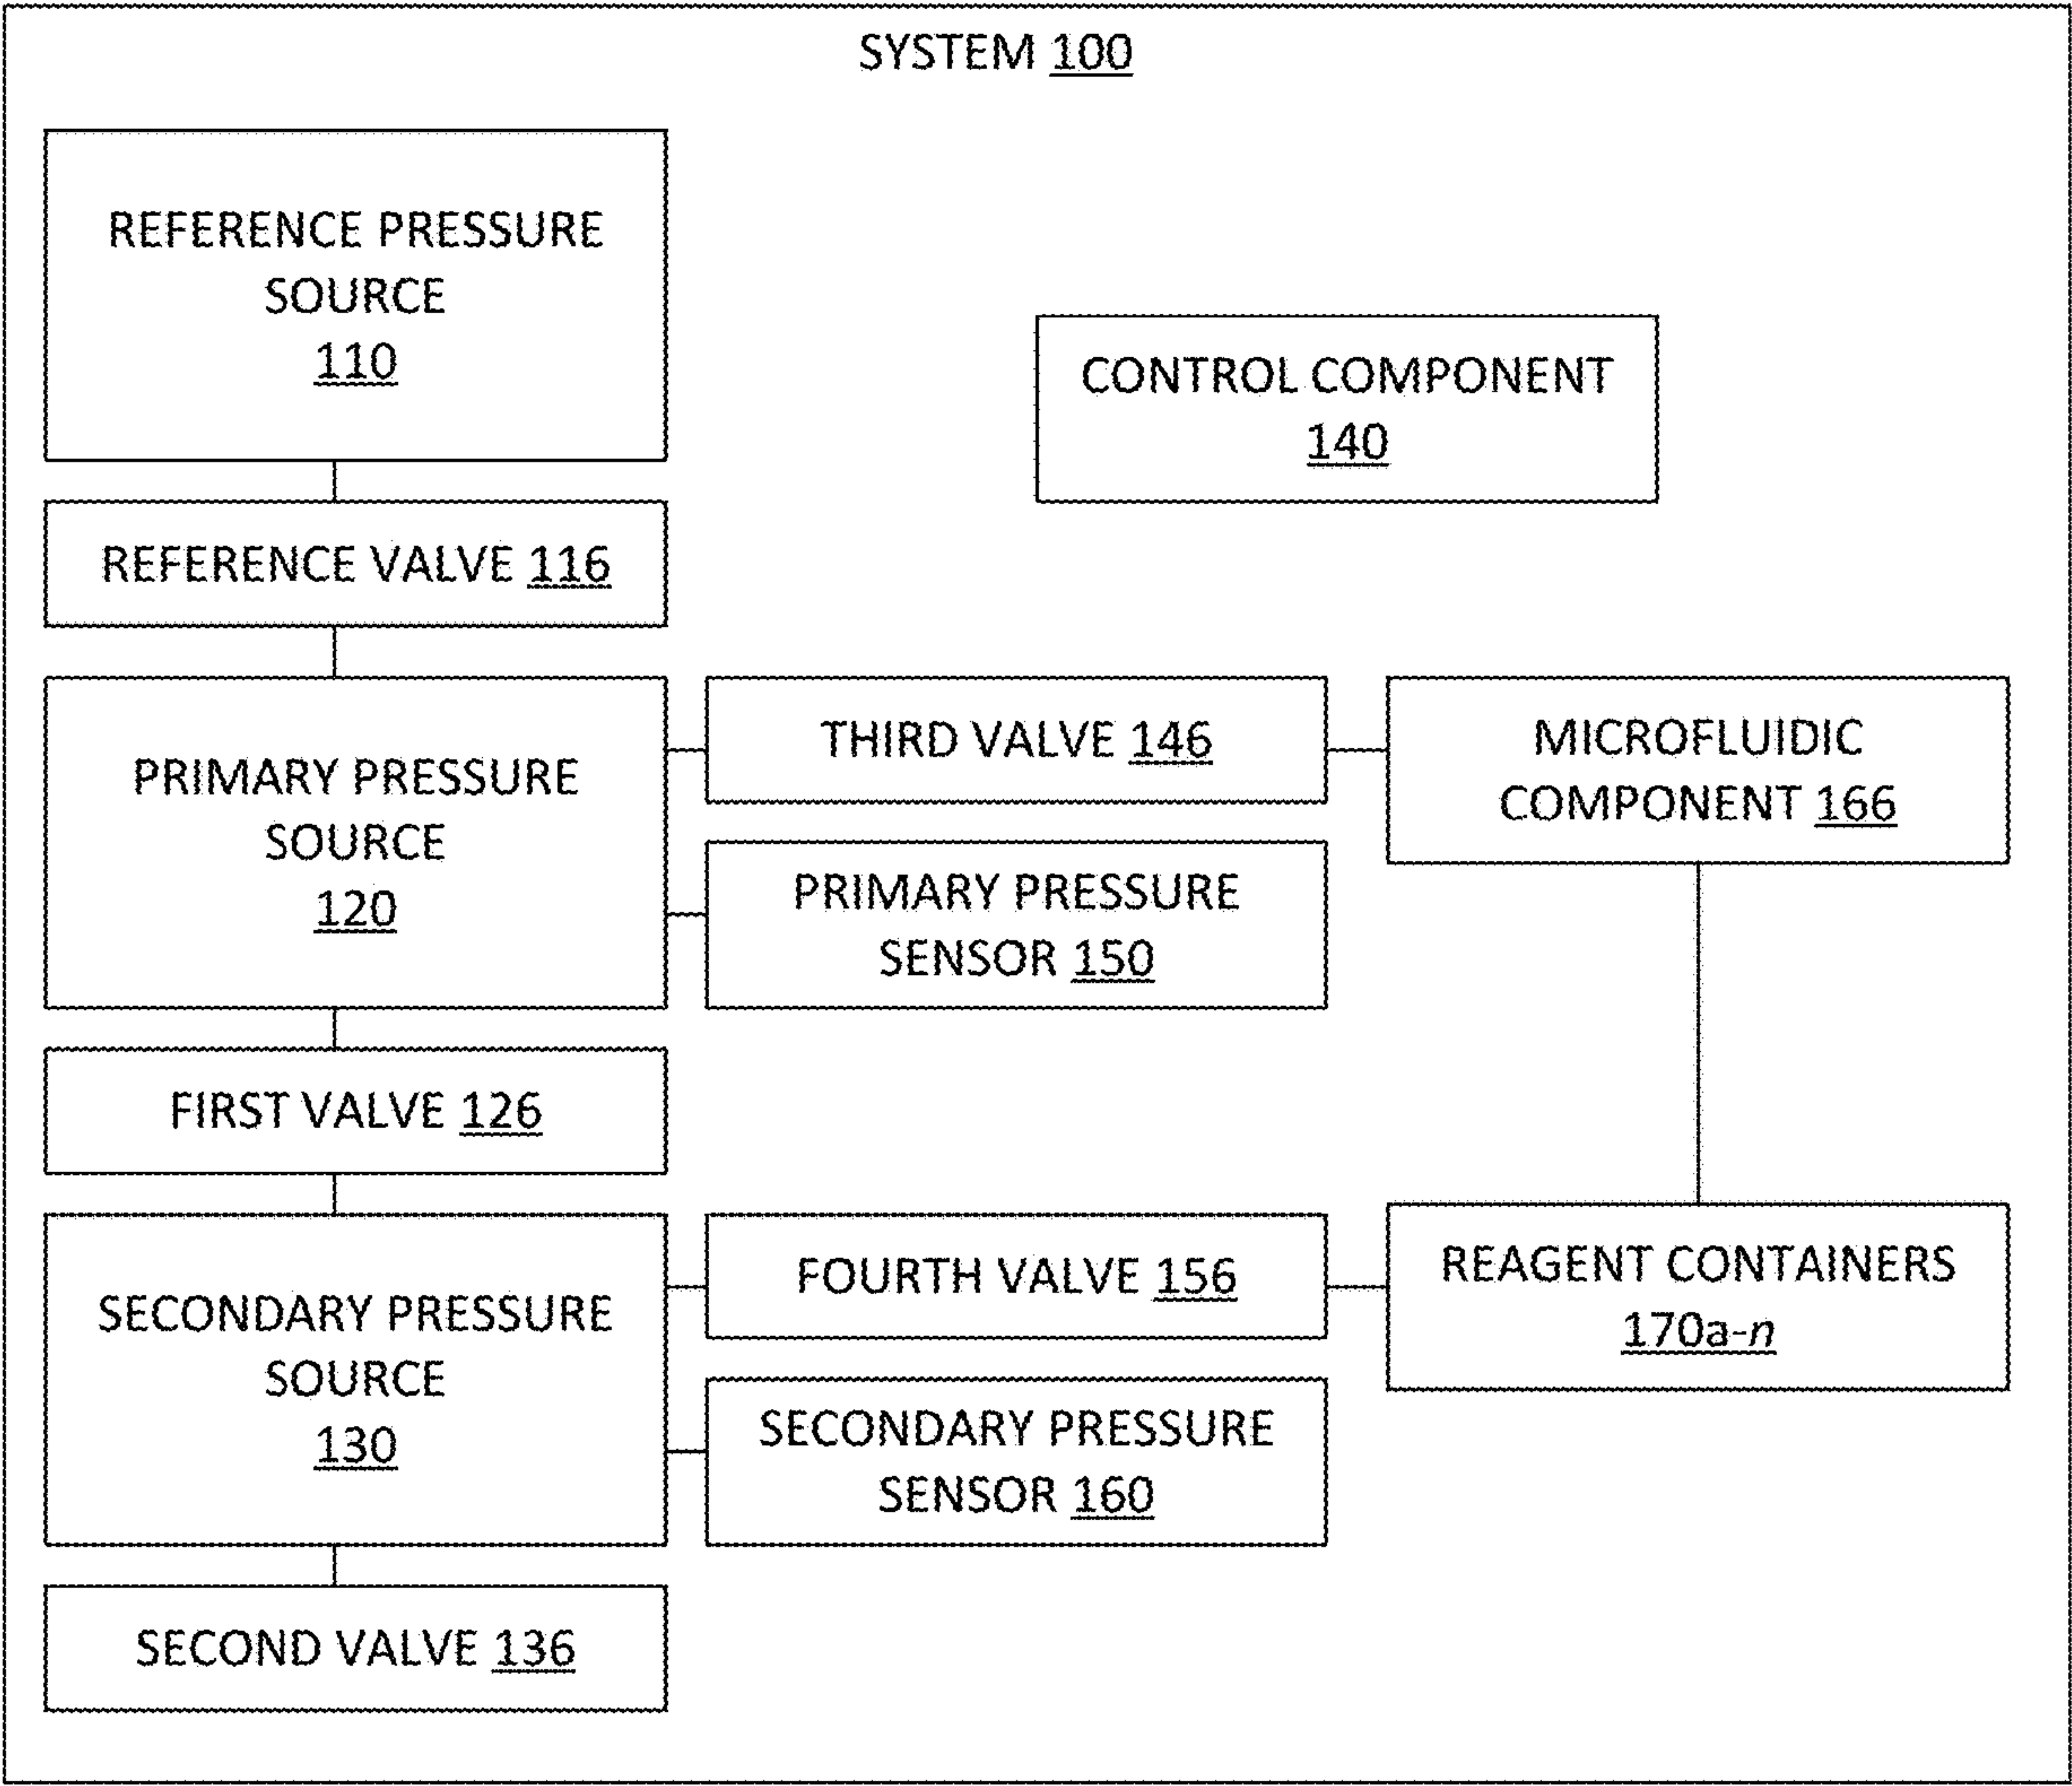 SYSTEM 100
REFERENCE PRESSURE
SOURCE
110
CONTROL COMPONENT
140
REFERENCE VALVE 116
PRIMARY PRESSURE
SOURCE
120
THIRD VALVE 146
MICROFLUIDIC
COMPONENT 166
PRIMARY PRESSURE
SENSOR 150
FIRST VALVE 126
SECONDARY PRESSURE
SOURCE
130
FOURTH VALVE 156
REAGENT CONTAINERS
170a-n
SECONDARY PRESSURE
SENSOR 160
SECOND VALVE 136